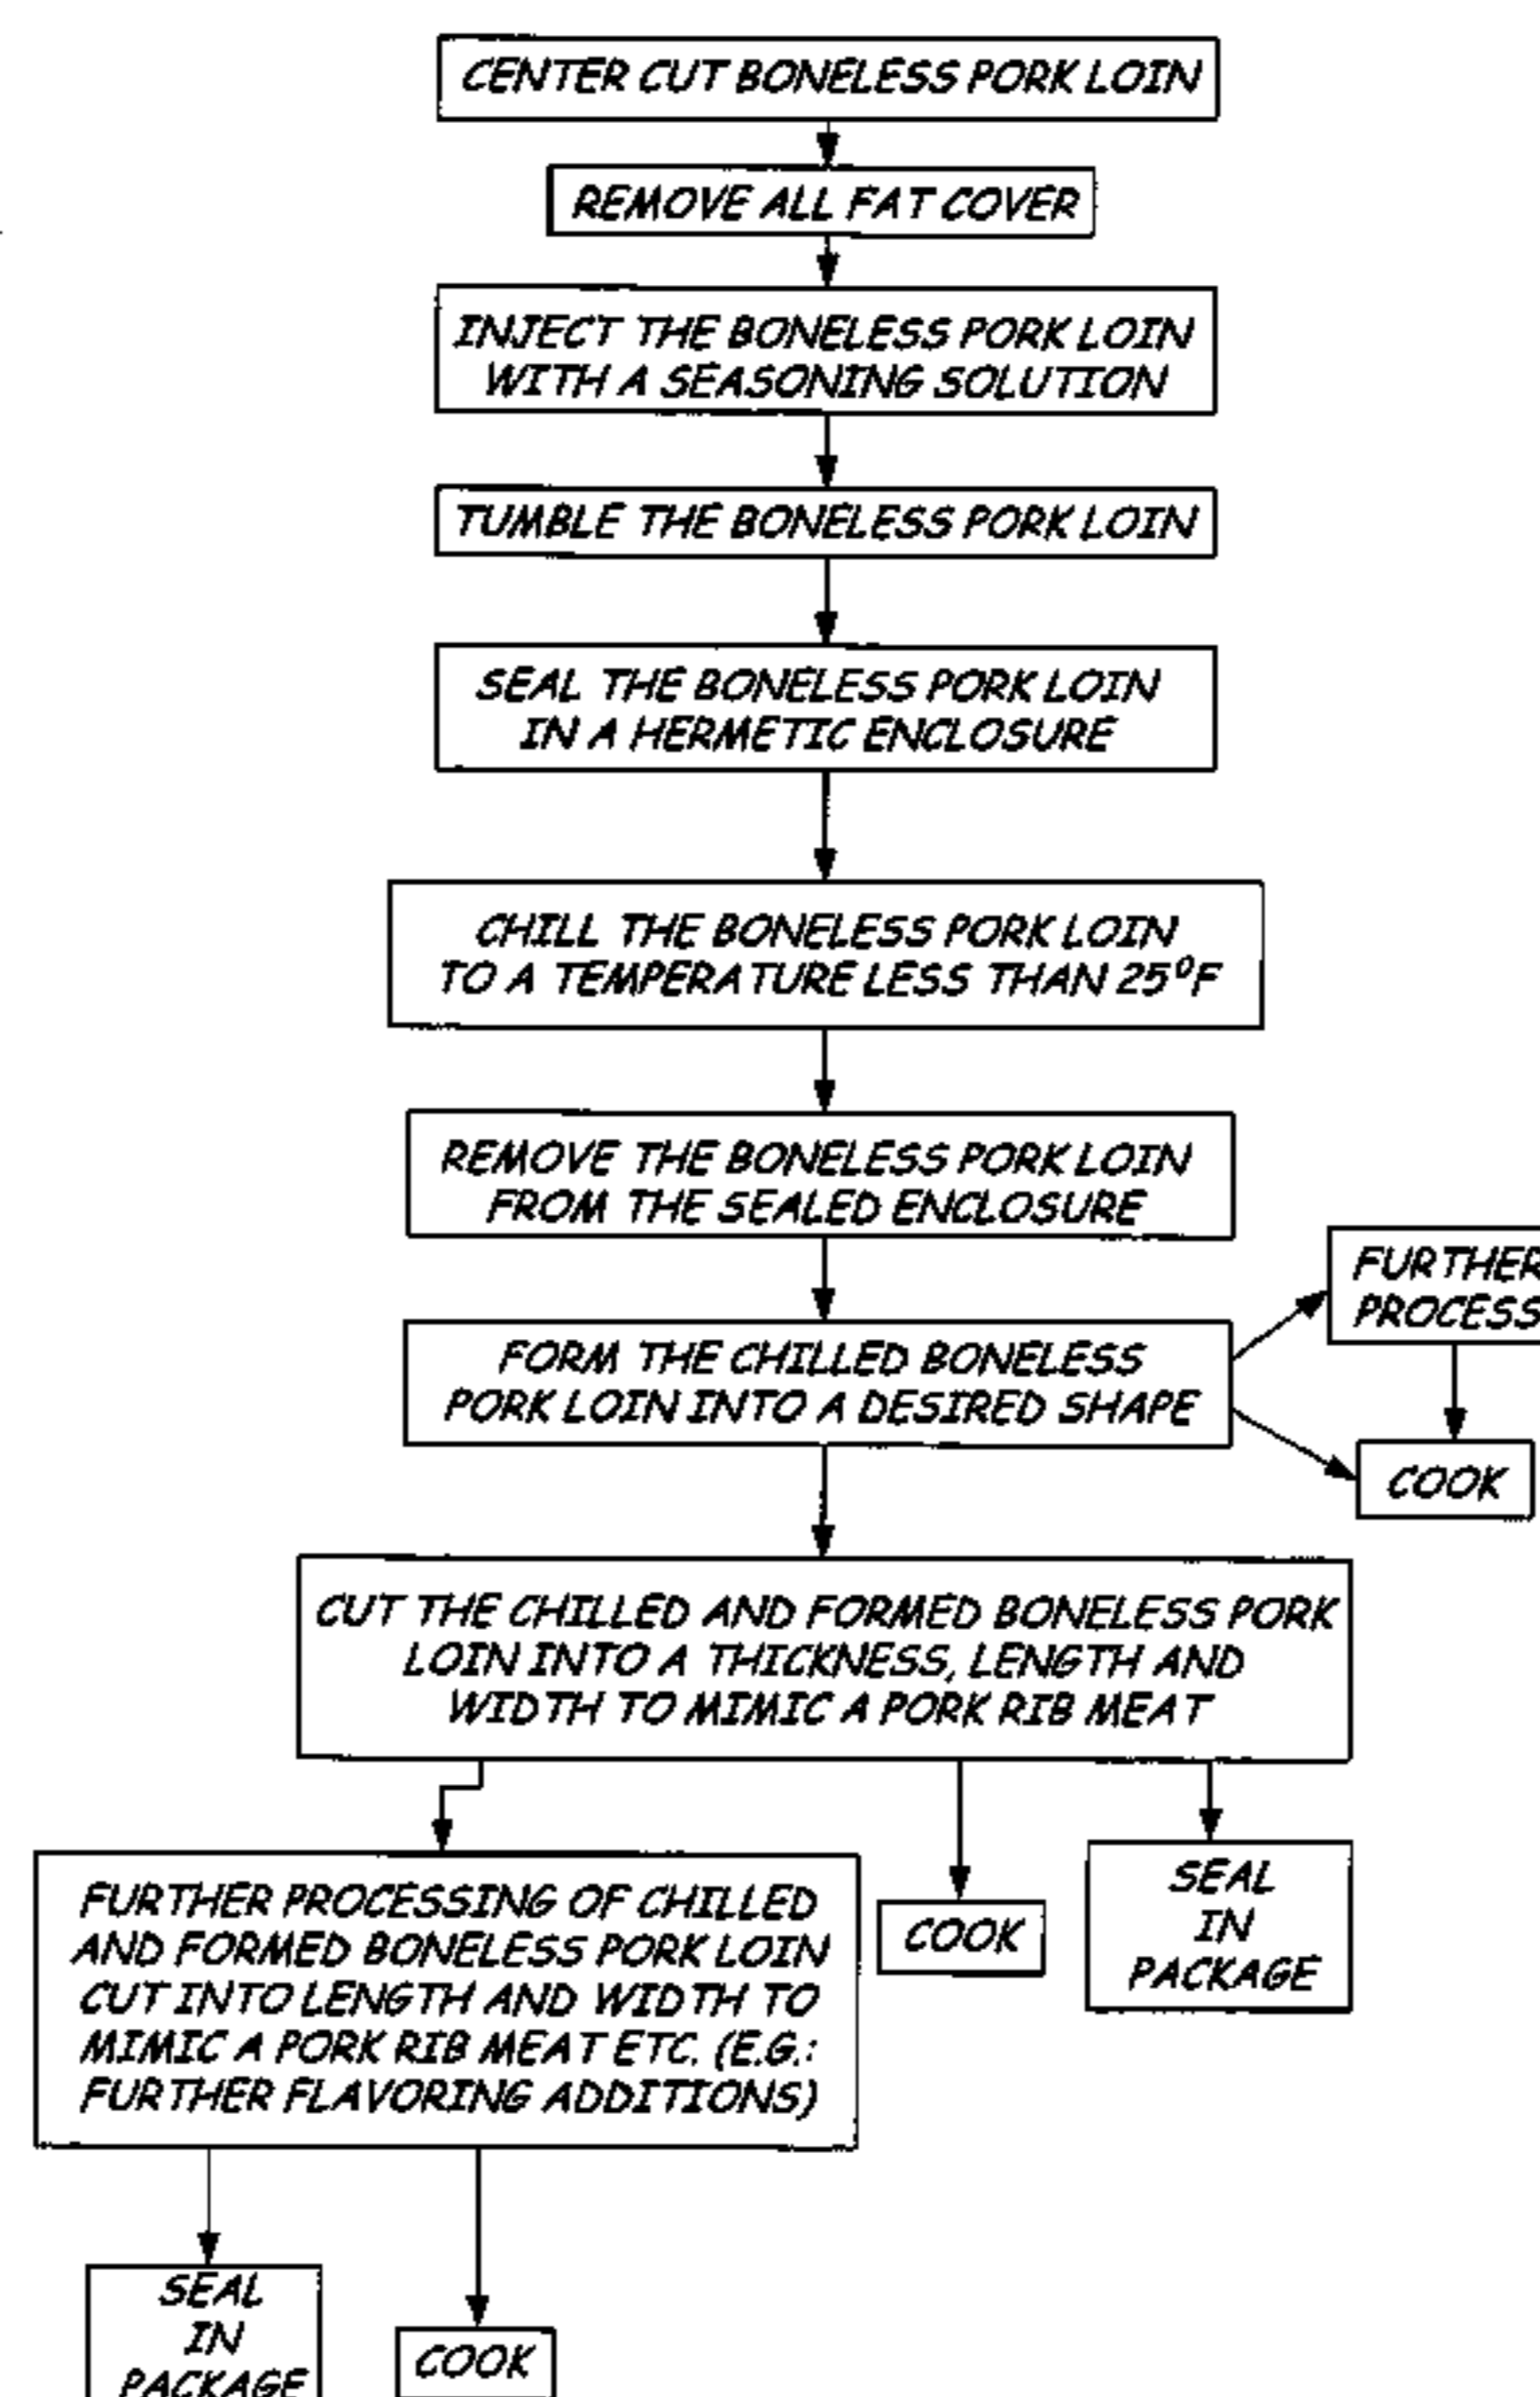 CENTER CUT BONELESS PORK LOIN
REMOVE ALL FAT COVER
INJECT THE BONELESS PORK LOIN
WITH A SEASONING SOLUTION
TUMBLE THE BONELESS PORK LOIN
SEAL THE BONELESS PORK LOIN
IN A HERMETIC ENCLOSURE
CHILL THE BONELESS PORK LOIN
TO A TEMPERATURE LESS THAN 25°F
REMOVE THE BONELESS PORK LOIN
FROM THE SEALED ENCLOSURE
FORM THE CHILLED BONELESS
PORK LOIN INTO A DESIRED SHAPE
FURTHER
PROCESS
COOK
CUT THE CHILLED AND FORMED BONELESS PORK
LOIN INTO A THICKNESS, LENGTH AND
WIDTH TO MIMIC A PORK RIB MEAT
FURTHER PROCESSING OF CHILLED
AND FORMED BONELESS PORK LOIN
CUT INTO LENGTH AND WIDTH TO
MIMIC A PORK RIB MEAT ETC. (E.G.:
FURTHER FLAVORING ADDITIONS)
COOK
SEAL
IN
PACKAGE
SEAL
IN
PACKAGE
COOK